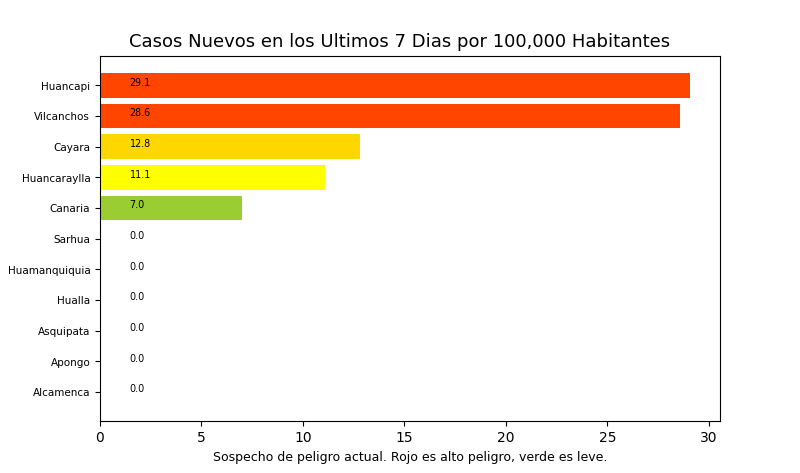 Casos Nuevos en los Ultimos 7 Dias por 100,000 Habitantes
Huancapi 29.1
Vilcanchos 28.6
Cayara 12.8
Huancaraylla 11.1
Canaria 7.0
Sarhua 0.0
Huamanquiquia 0.0
Hualla 0.0
Asquipata 0.0
Apongo 0.0
Alcamenca 0.0
0 5 10 15 20 25 30
Sospecho de peligro actual. Rojo es alto peligro, verde es leve.